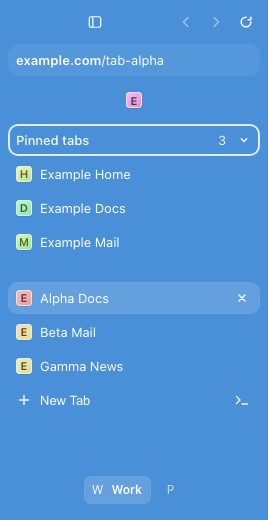 example.com/tab-alpha
E
Pinned tabs 3
H Example Home
D Example Docs
M Example Mail
E Alpha Docs
E Beta Mail
E Gamma News
New Tab
W Work P